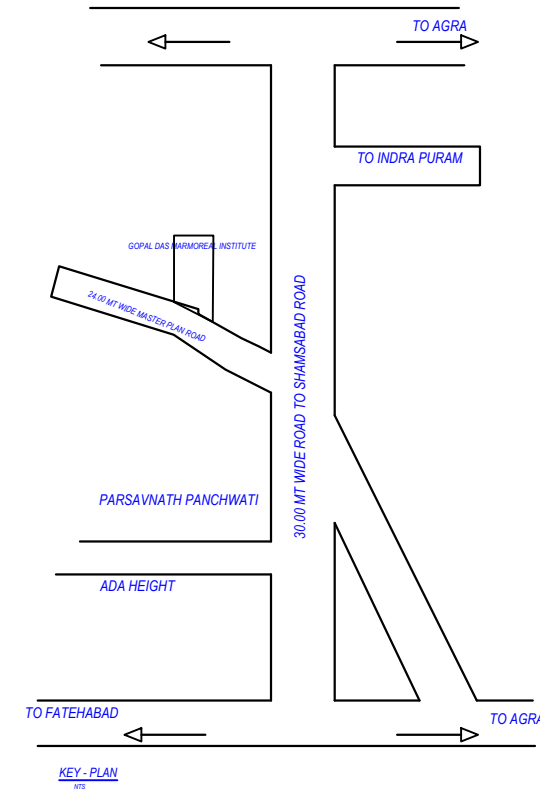 TO AGRA
TO INDRA PURAM
GOPAL DAS MARMOREAL INSTITUTE
24.00 MT WIDE MASTER PLAN ROAD
30.00 MT WIDE ROAD TO SHAMSABAD ROAD
PARSAVNATH PANCHWATI
ADA HEIGHT
TO FATEHABAD
TO AGRA
KEY - PLAN
NTS